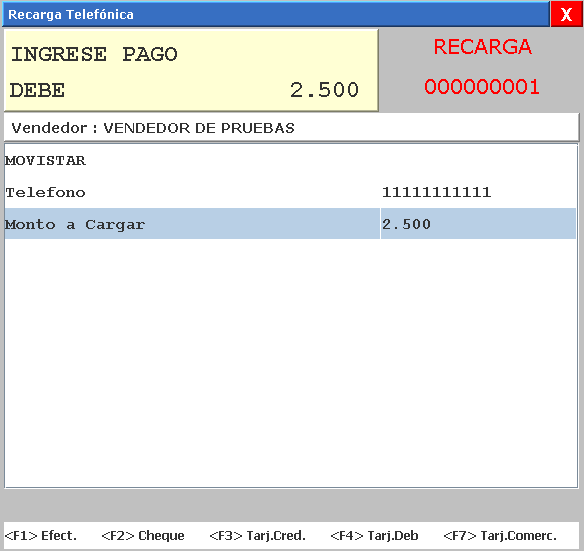 Recarga Telefónica X
INGRESE PAGO
DEBE 2.500
RECARGA
000000001
Vendedor : VENDEDOR DE PRUEBAS
MOVISTAR
Telefono 11111111111
Monto a Cargar 2.500
<F1> Efect. <F2> Cheque <F3> Tarj.Cred. <F4> Tarj.Deb <F7> Tarj.Comerc.